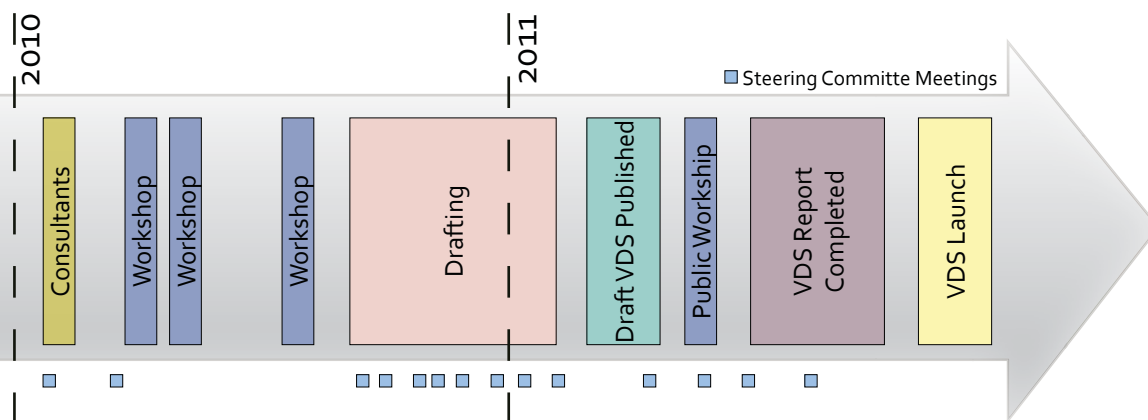 2010
2011
Steering Committe Meetings
Consultants
Workshop
Workshop
Workshop
Drafting
Draft VDS Published
Public Workship
VDS Report
Completed
VDS Launch